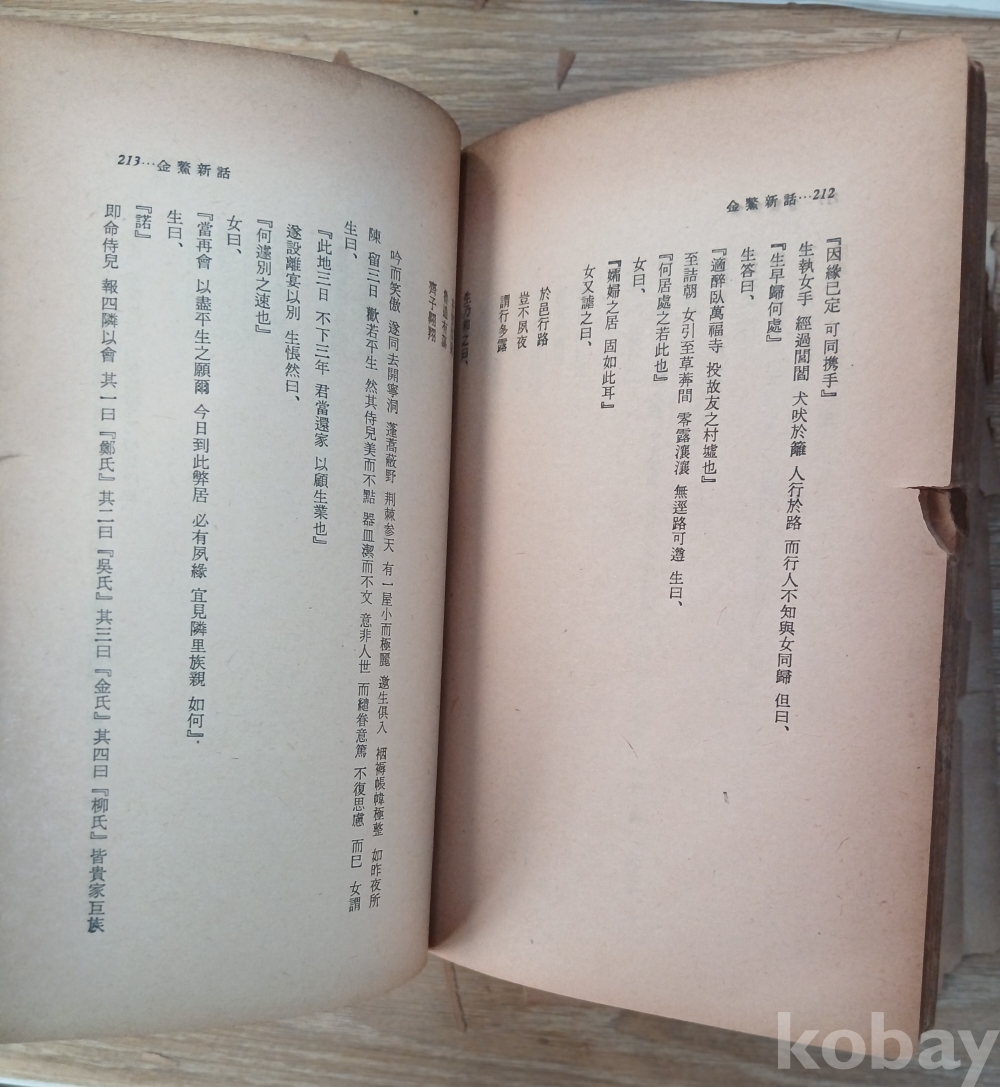 金鰲新話…212
『因緣已定 可同携手』
生執女手 經過閭閻 犬吠於籬 人行於路 而行人不知與女同歸 但曰、
『生早歸何處』
生答曰、
『適醉臥萬福寺 投故友之村墟也』
至詰朝 女引至草莾間 零露瀼瀼 無逕路可遵 生曰、
『何居處之若此也』
女曰、
『孀婦之居 固如此耳』
女又謔之曰、
於邑行路
豈不夙夜
謂行多露
之曰、
213…金鰲新話
齊子翶翔
吟而笑傲 遂同去開寧洞 蓬蒿蔽野 荆棘參天 有一屋小而極麗 邀生俱入 裀褥帳幃極整 如昨夜所
陳 留三日 歡若平生 然其侍兒美而不黠 器皿潔而不文 意非人世 而繾眷意篤 不復思慮 而已 女謂
生曰、
『此地三日 不下三年 君當還家 以顧生業也』
遂設離宴以別 生悵然曰、
『何遽別之速也』
女曰、
『當再會 以盡平生之願爾 今日到此弊居 必有夙緣 宜見隣里族親 如何』.
生曰、
『諾』
即命侍兒 報四隣以會 其一曰『鄭氏』其二曰『吳氏』其三曰『金氏』其四曰『柳氏』皆貴家巨族
kobay